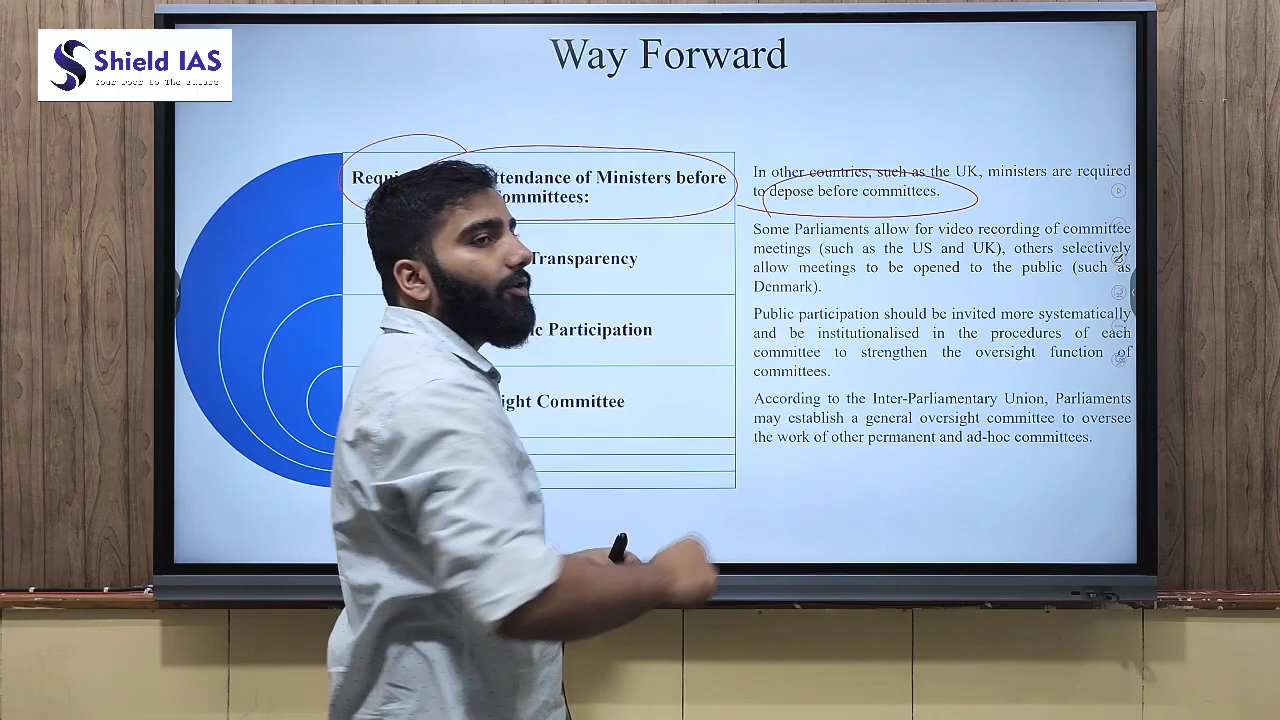 Shield IAS
Your Door To The Future
Way Forward
ttendance of Ministers before
ommittees:
Transparency
Participation
Committee
In other countries, such as the UK, ministers are required
to depose before committees.
Some Parliaments allow for video recording of committee
meetings (such as the US and UK), others selectively
allow meetings to be opened to the public (such as
Denmark).
Public participation should be invited more systematically
and be institutionalised in the procedures of each
committee to strengthen the oversight function of
committees.
According to the Inter-Parliamentary Union, Parliaments
may establish a general oversight committee to oversee
the work of other permanent and ad-hoc committees.